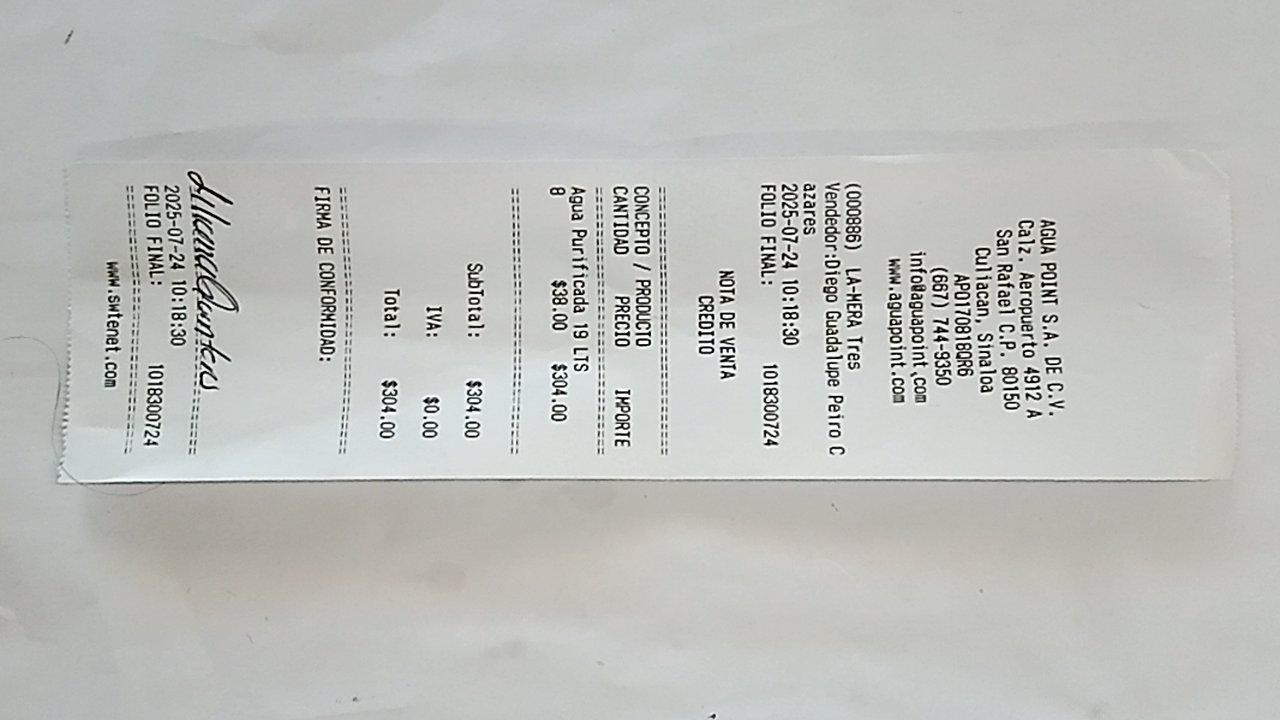 AGUA POINT S.A. DE C.V.
Calz. Aeropuerto 4912 A
San Rafael C.P. 80150
Culiacan, Sinaloa
APO170818QR6
(667) 744-9350
info@aguapoint.com
www.aguapoint.com
(000886) LA-MERA Tres
Vendedor:Diego Guadalupe Peiro C
azares
2025-07-24 10:18:30
FOLIO FINAL: 1018300724
NOTA DE VENTA
CREDITO
================================
CONCEPTO / PRODUCTO
CANTIDAD PRECIO IMPORTE
================================
Agua Purificada 19 LTS
8 $38.00 $304.00
================================
SubTotal: $304.00
IVA: $0.00
Total: $304.00
================================
FIRMA DE CONFORMIDAD:
================================
2025-07-24 10:18:30
FOLIO FINAL: 1018300724
================================
www.swtenet.com